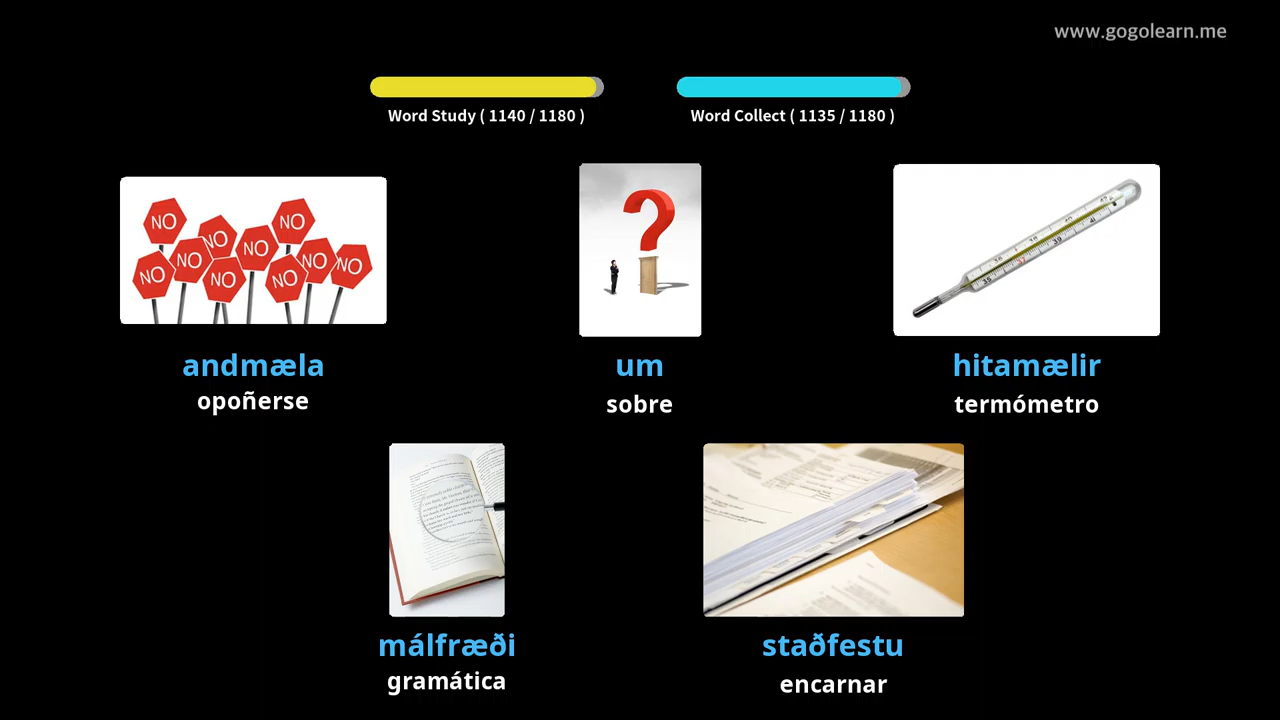 www.gogolearn.me
Word Study ( 1140 / 1180 )
Word Collect ( 1135 / 1180 )
NO
NO
NO
NO
NO
NO
NO
NO
NO
andmæla
opoñerse
um
sobre
hitamælir
termómetro
málfræði
gramática
staðfestu
encarnar